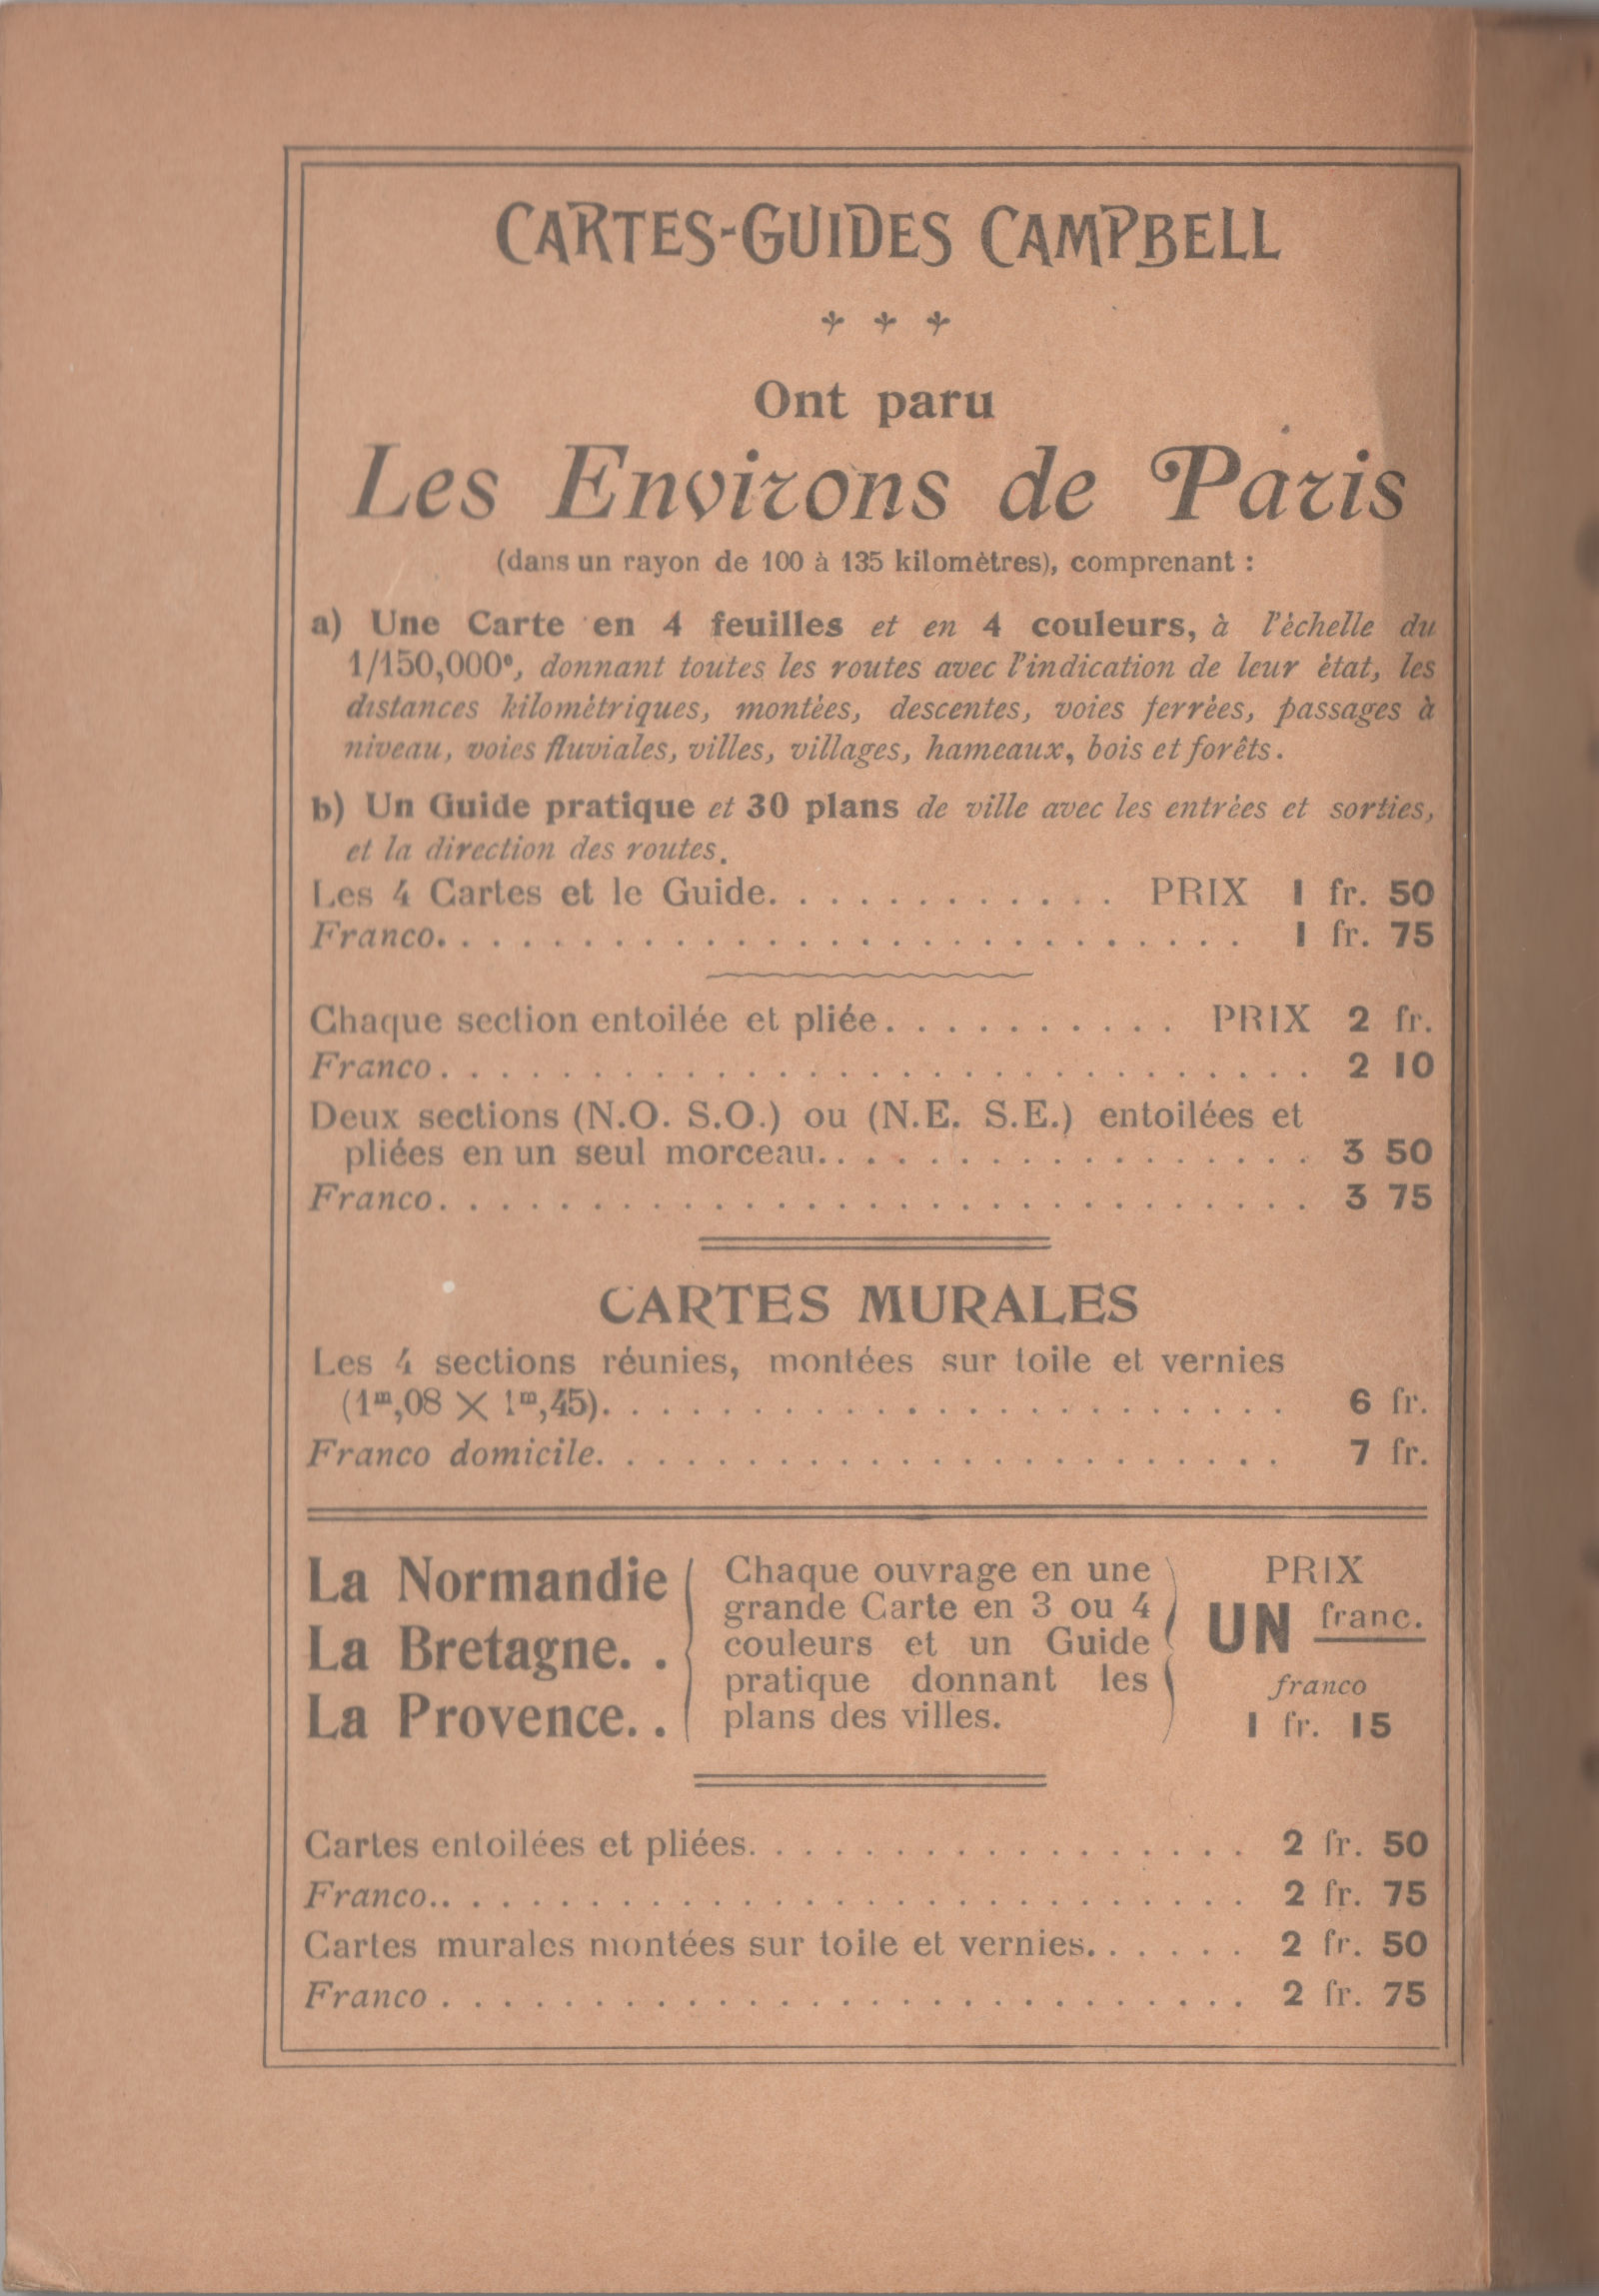 CARTES-GUIDES CAMPBELL
Ont paru
Les Environs de Paris
(dans un rayon de 100 à 135 kilomètres), comprenant :
a) Une Carte en 4 feuilles et en 4 couleurs, à l'échelle du
1/150,000e, donnant toutes les routes avec l'indication de leur état, les
distances kilométriques, montées, descentes, voies ferrées, passages à
niveau, voies fluviales, villes, villages, hameaux, bois et forêts.
b) Un Guide pratique et 30 plans de ville avec les entrées et sorties,
et la direction des routes.
Les 4 Cartes et le Guide. . . . . . . . . . . . PRIX 1 fr. 50
Franco. . . . . . . . . . . . . . . . . . . . . . . . . . . 1 fr. 75
Chaque section entoilée et pliée. . . . . . . . . . PRIX 2 fr.
Franco. . . . . . . . . . . . . . . . . . . . . . . . . . . . . 2 10
Deux sections (N.O. S.O.) ou (N.E. S.E.) entoilées et
pliées en un seul morceau. . . . . . . . . . . . . . . . . . 3 50
Franco. . . . . . . . . . . . . . . . . . . . . . . . . . . . . 3 75
CARTES MURALES
Les 4 sections réunies, montées sur toile et vernies
(1m,08 × 1m,45). . . . . . . . . . . . . . . . . . . . . . . 6 fr.
Franco domicile. . . . . . . . . . . . . . . . . . . . . . . 7 fr.
La Normandie
La Bretagne. .
La Provence. .
Chaque ouvrage en une
grande Carte en 3 ou 4
couleurs et un Guide
pratique donnant les
plans des villes.
PRIX
UN franc.
franco
1 fr. 15
Cartes entoilées et pliées. . . . . . . . . . . . . . . . . 2 fr. 50
Franco.. . . . . . . . . . . . . . . . . . . . . . . . . . . 2 fr. 75
Cartes murales montées sur toile et vernies. . . . . . 2 fr. 50
Franco . . . . . . . . . . . . . . . . . . . . . . . . . . . 2 fr. 75